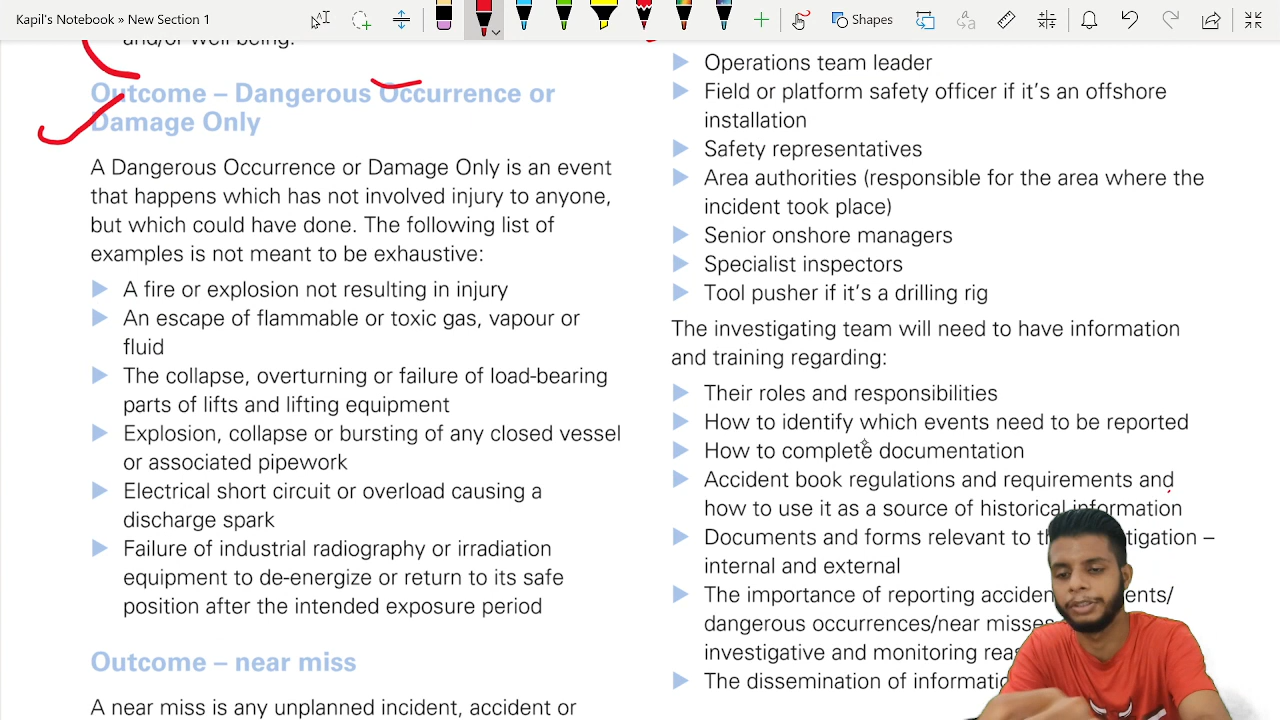 Kapil's Notebook » New Section 1
Shapes
and/or well being.
Outcome – Dangerous Occurrence or
Damage Only
A Dangerous Occurrence or Damage Only is an event
that happens which has not involved injury to anyone,
but which could have done. The following list of
examples is not meant to be exhaustive:
A fire or explosion not resulting in injury
An escape of flammable or toxic gas, vapour or
fluid
The collapse, overturning or failure of load-bearing
parts of lifts and lifting equipment
Explosion, collapse or bursting of any closed vessel
or associated pipework
Electrical short circuit or overload causing a
discharge spark
Failure of industrial radiography or irradiation
equipment to de-energize or return to its safe
position after the intended exposure period
Outcome – near miss
A near miss is any unplanned incident, accident or
Operations team leader
Field or platform safety officer if it's an offshore
installation
Safety representatives
Area authorities (responsible for the area where the
incident took place)
Senior onshore managers
Specialist inspectors
Tool pusher if it's a drilling rig
The investigating team will need to have information
and training regarding:
Their roles and responsibilities
How to identify which events need to be reported
How to complete documentation
Accident book regulations and requirements and
how to use it as a source of historical information
Documents and forms relevant to –
internal and external
The importance of reporting
dangerous occurrences/near misses
investigative and monitoring
The dissemination of